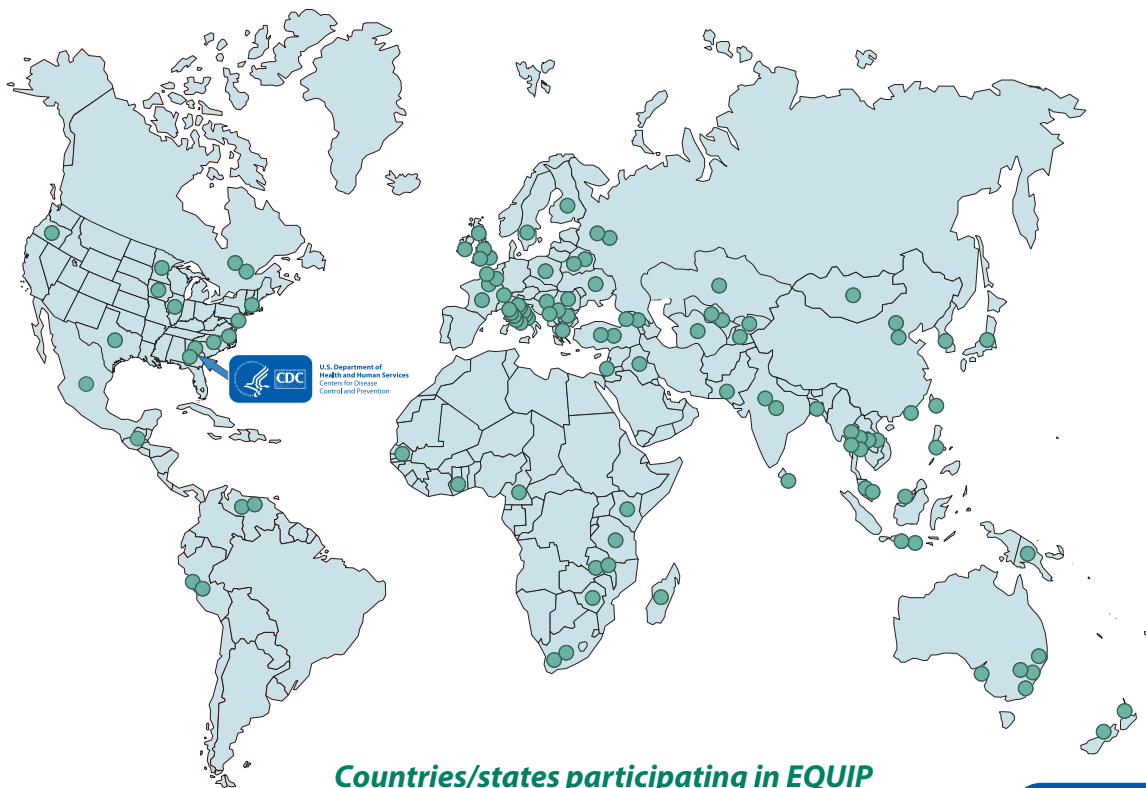 CDC
U.S. Department of
Health and Human Services
Centers for Disease
Control and Prevention
Countries/states participating in EQUIP